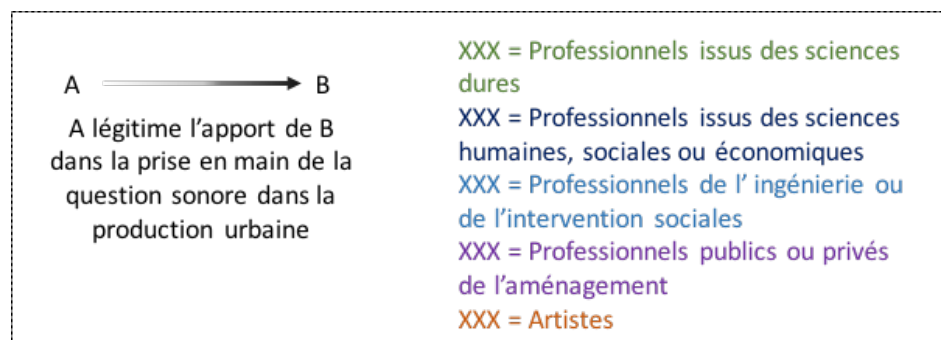 A B
A légitime l’apport de B
dans la prise en main de la
question sonore dans la
production urbaine
XXX = Professionnels issus des sciences
dures
XXX = Professionnels issus des sciences
humaines, sociales ou économiques
XXX = Professionnels de l’ ingénierie ou
de l’intervention sociales
XXX = Professionnels publics ou privés
de l’aménagement
XXX = Artistes